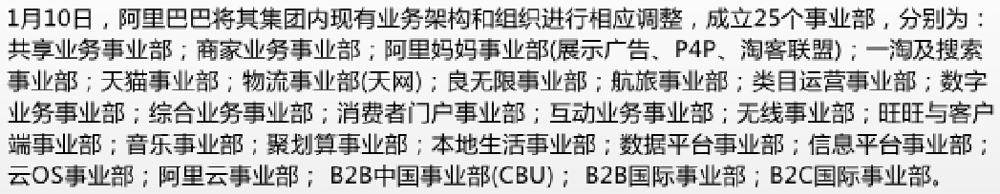 1月10日，阿里巴巴将其集团内现有业务架构和组织进行相应调整，成立25个事业部，分别为：
共享业务事业部；商家业务事业部；阿里妈妈事业部(展示广告、P4P、淘客联盟)；一淘及搜索
事业部；天猫事业部；物流事业部(天网)；良无限事业部；航旅事业部；类目运营事业部；数字
业务事业部；综合业务事业部；消费者门户事业部；互动业务事业部；无线事业部；旺旺与客户
端事业部；音乐事业部；聚划算事业部；本地生活事业部；数据平台事业部；信息平台事业部；
云OS事业部；阿里云事业部； B2B中国事业部(CBU)； B2B国际事业部；B2C国际事业部。